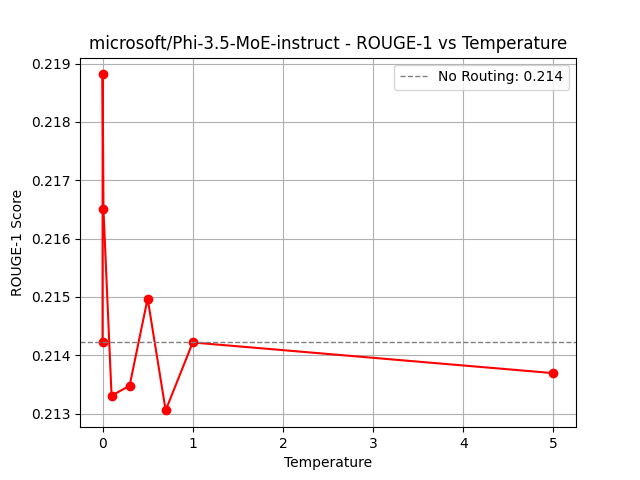 microsoft/Phi-3.5-MoE-instruct - ROUGE-1 vs Temperature
No Routing: 0.214
ROUGE-1 Score
0.219
0.218
0.217
0.216
0.215
0.214
0.213
0 1 2 3 4 5
Temperature